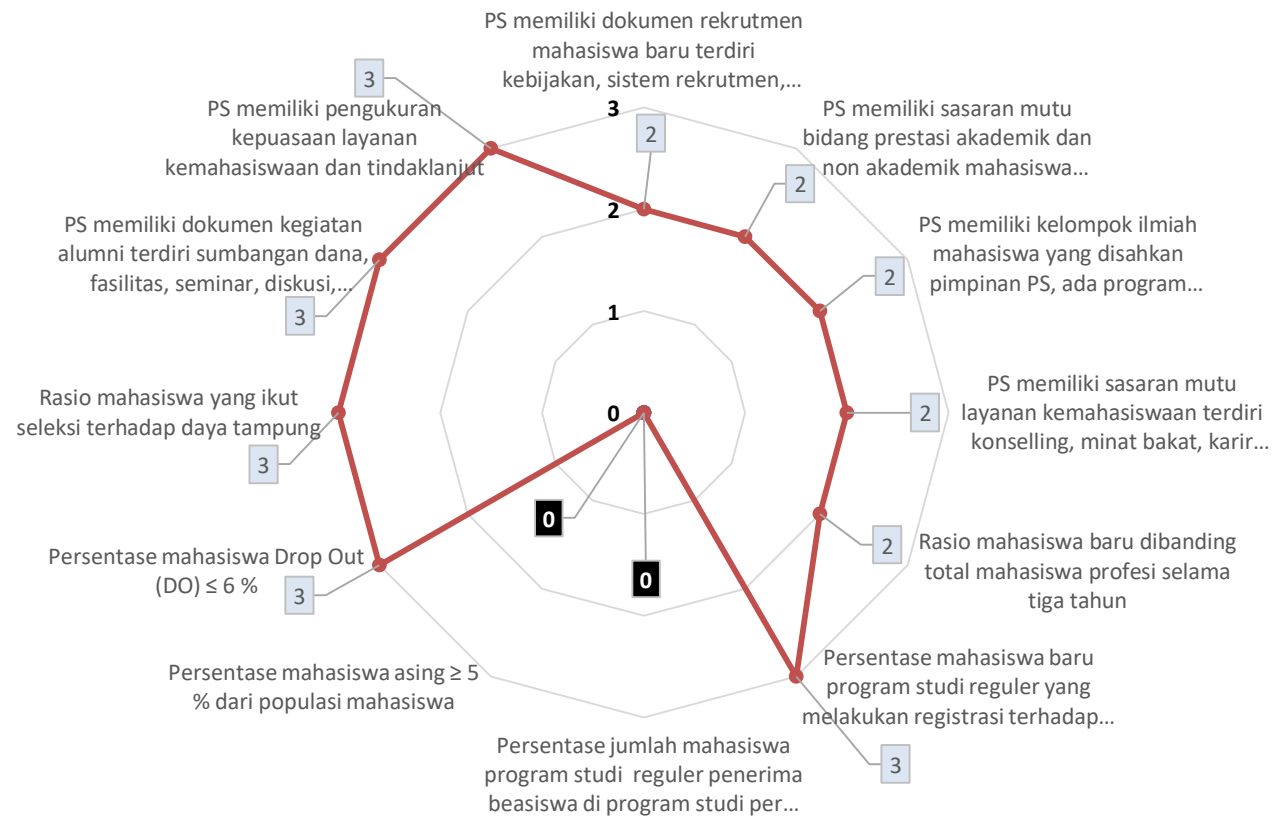 PS memiliki dokumen rekrutmen
mahasiswa baru terdiri
kebijakan, sistem rekrutmen,...
3
2
PS memiliki sasaran mutu
bidang prestasi akademik dan
non akademik mahasiswa...
2
PS memiliki kelompok ilmiah
mahasiswa yang disahkan
pimpinan PS, ada program...
2
PS memiliki sasaran mutu
layanan kemahasiswaan terdiri
konselling, minat bakat, karir...
2
Rasio mahasiswa baru dibanding
total mahasiswa profesi selama
tiga tahun
2
Persentase mahasiswa baru
program studi reguler yang
melakukan registrasi terhadap...
3
Persentase jumlah mahasiswa
program studi  reguler penerima
beasiswa di program studi per...
0
Persentase mahasiswa asing ≥ 5
% dari populasi mahasiswa
0
Persentase mahasiswa Drop Out
(DO) ≤ 6 %
3
Rasio mahasiswa yang ikut
seleksi terhadap daya tampung
3
PS memiliki dokumen kegiatan
alumni terdiri sumbangan dana,
fasilitas, seminar, diskusi,...
3
PS memiliki pengukuran
kepuasaan layanan
kemahasiswaan dan tindaklanjut
3
2
1
0